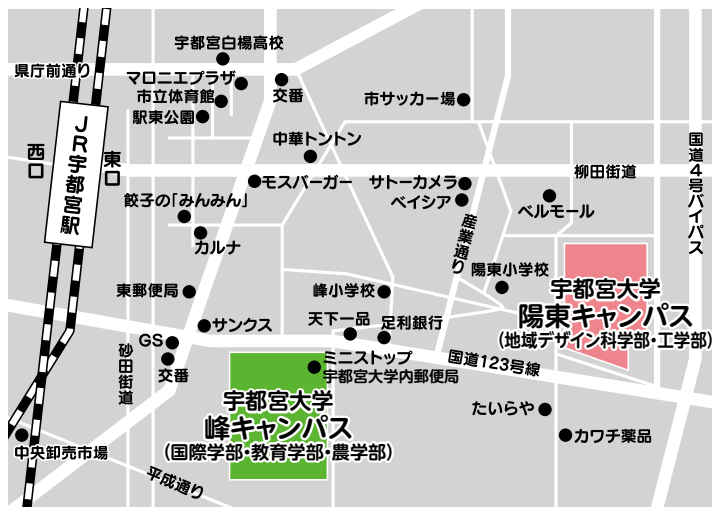 宇都宮白楊高校
県庁前通り
マロニエプラザ
市立体育館
交番
駅東公園
市サッカー場
JR宇都宮駅
西口
東口
中華トントン
国道4号バイパス
柳田街道
モスバーガー
サトーカメラ
ベイシア
餃子の「みんみん」
ベルモール
カルナ
産業通り
陽東小学校
東郵便局
峰小学校
宇都宮大学
陽東キャンパス
(地域デザイン科学部・工学部)
天下一品
足利銀行
サンクス
GS
砂田街道
交番
ミニストップ
宇都宮大学内郵便局
国道123号線
宇都宮大学
峰キャンパス
(国際学部・教育学部・農学部)
たいらや
カワチ薬品
中央卸売市場
平成通り